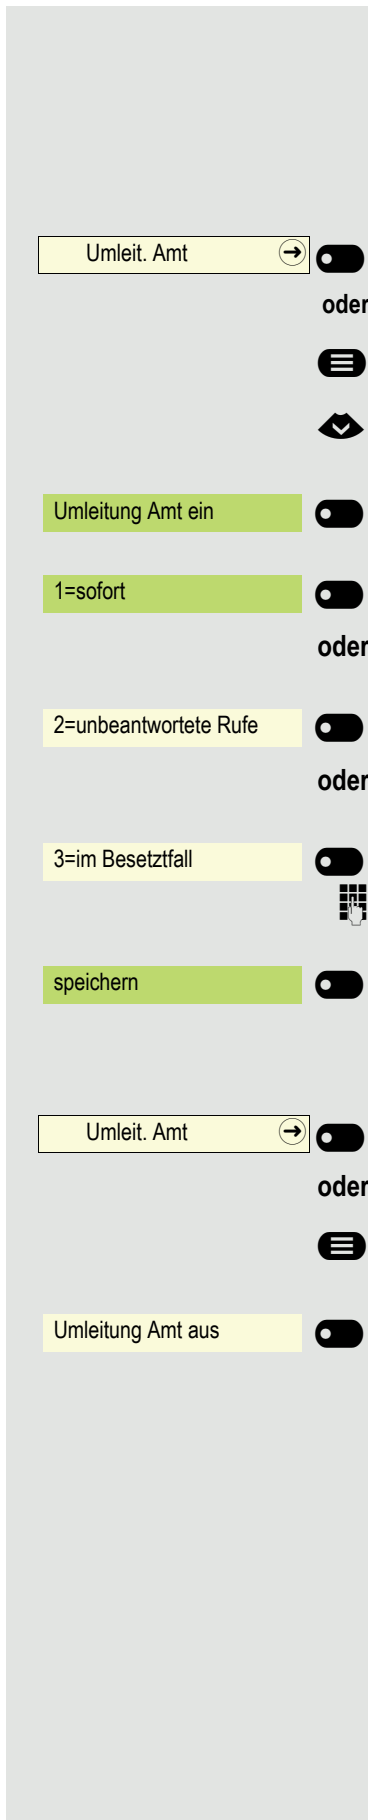 Umleit. Amt
oder
Umleitung Amt ein
1=sofort
oder
2=unbeantwortete Rufe
oder
3=im Besetztfall
speichern
Umleit. Amt
oder
Umleitung Amt aus